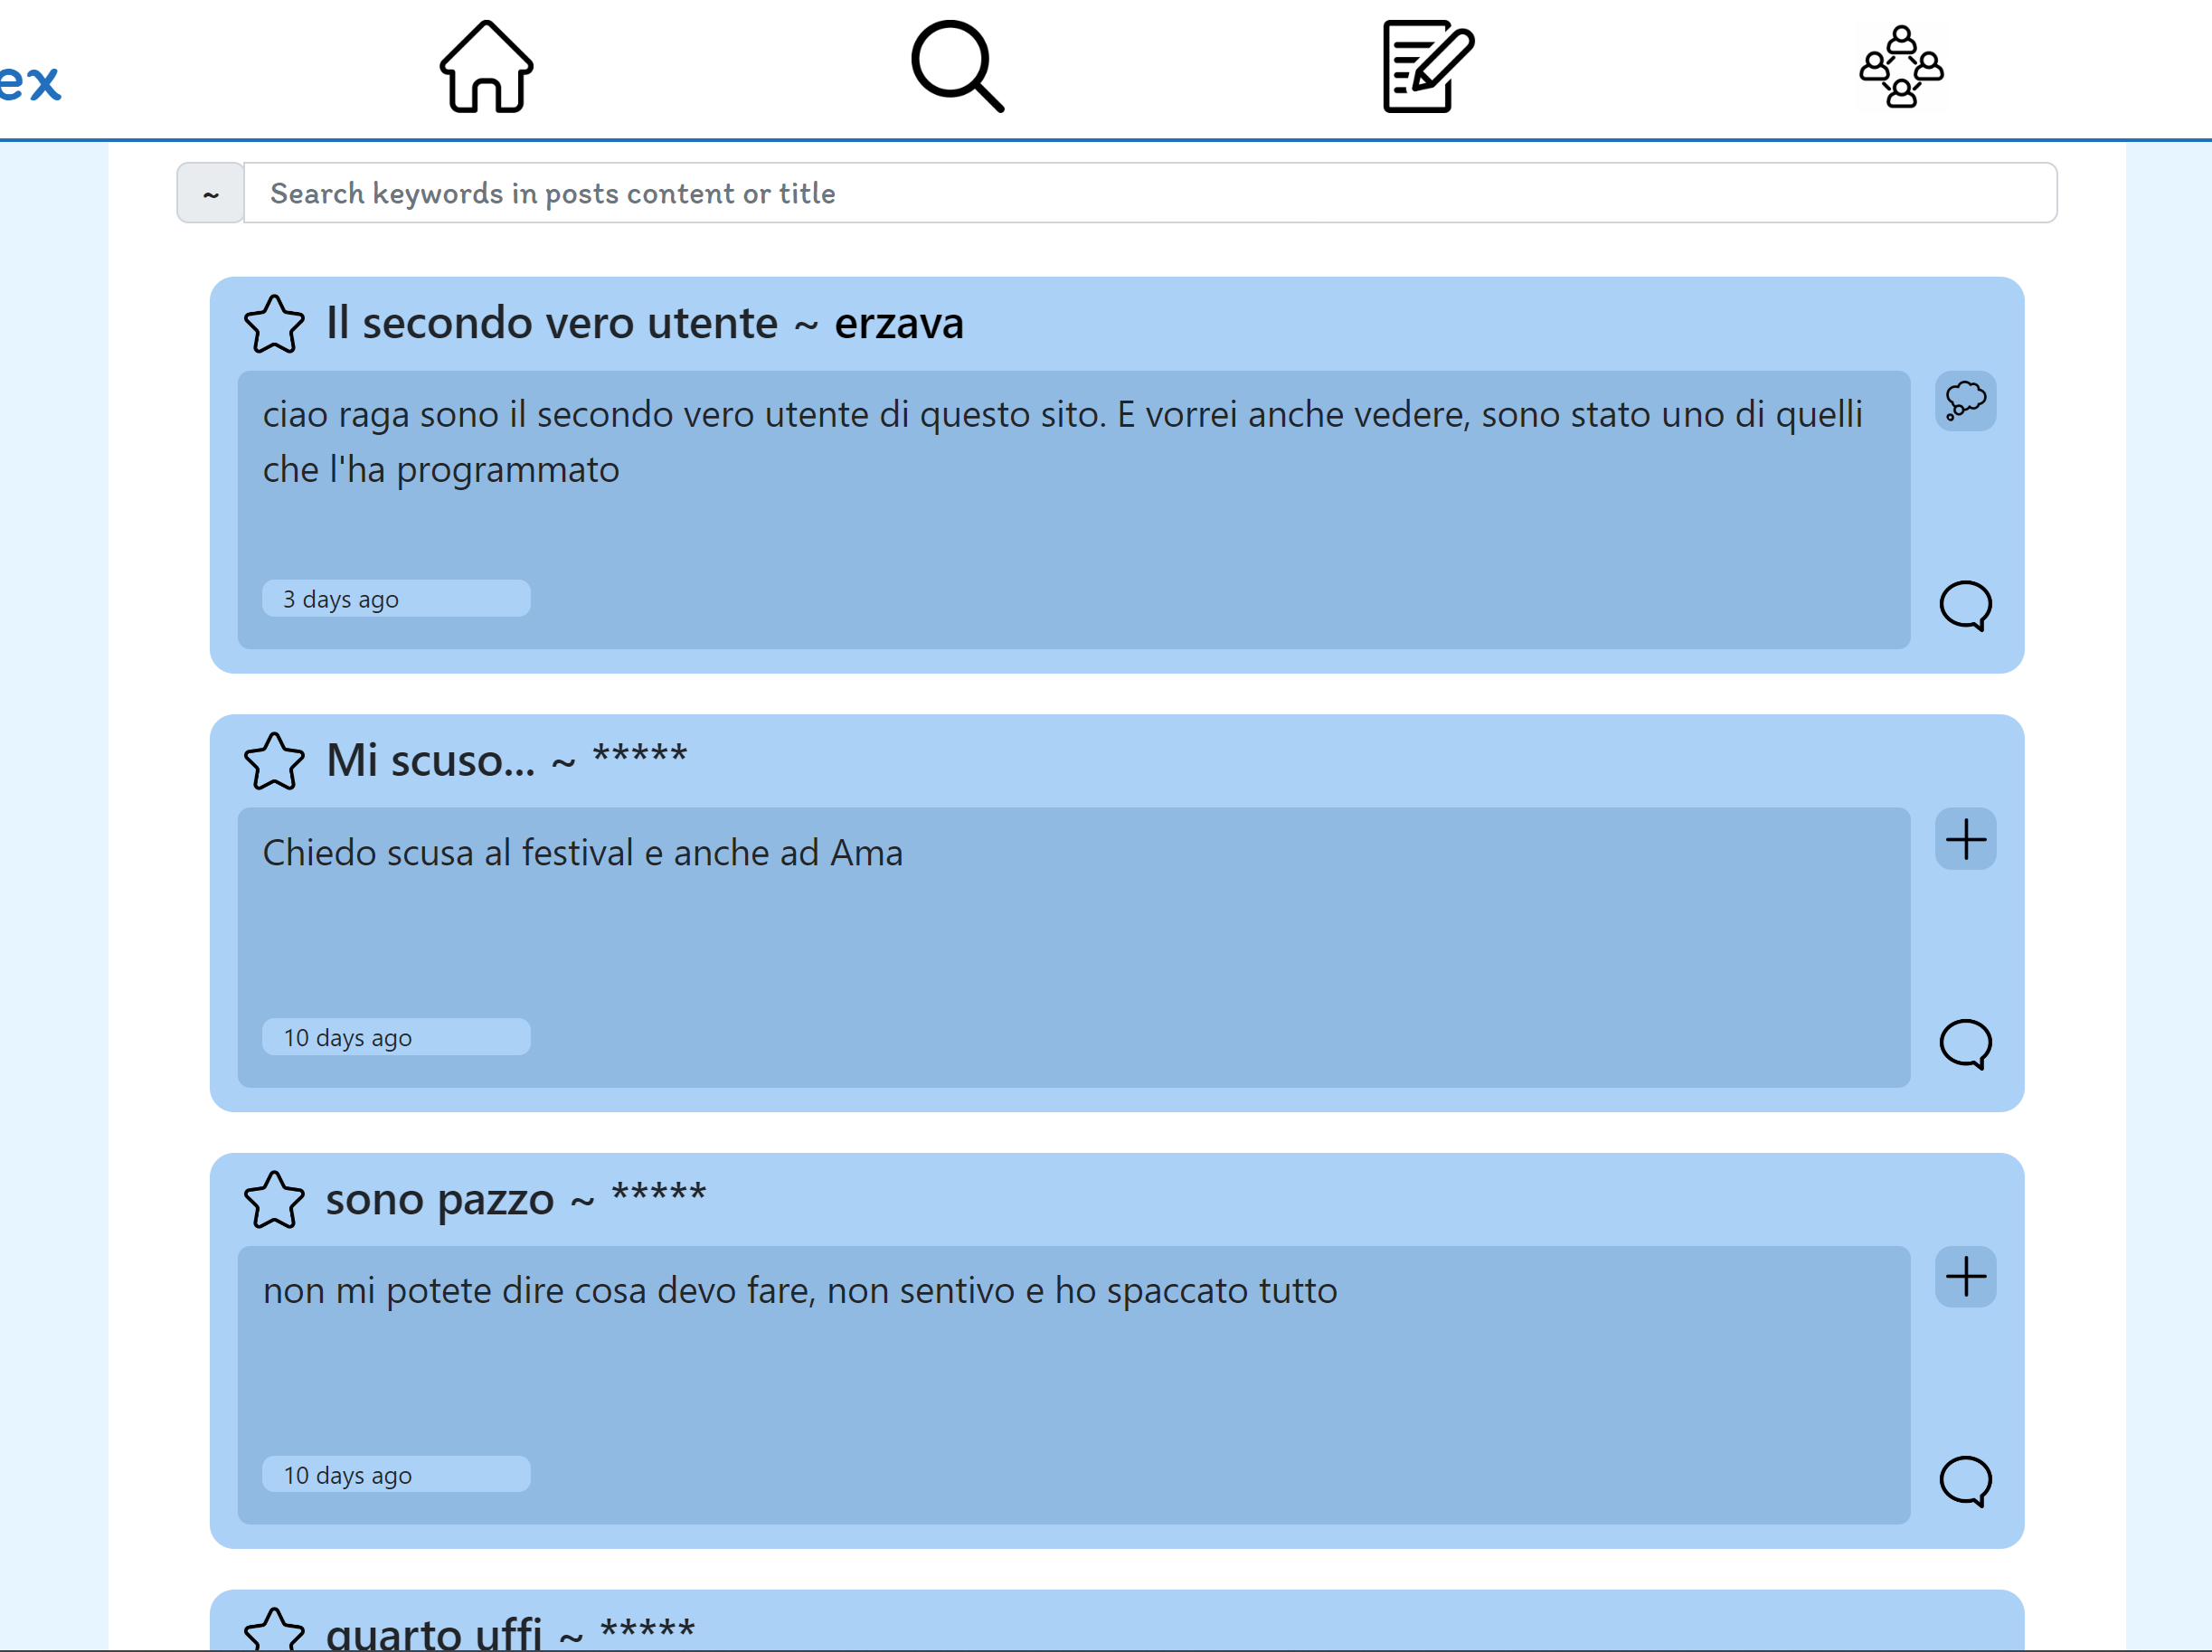 ex
~ Search keywords in posts content or title
Il secondo vero utente ~ erzava
ciao raga sono il secondo vero utente di questo sito. E vorrei anche vedere, sono stato uno di quelli
che l'ha programmato
3 days ago
Mi scuso... ~ *****
Chiedo scusa al festival e anche ad Ama
10 days ago
sono pazzo ~ *****
non mi potete dire cosa devo fare, non sentivo e ho spaccato tutto
10 days ago
quarto uffi ~ *****